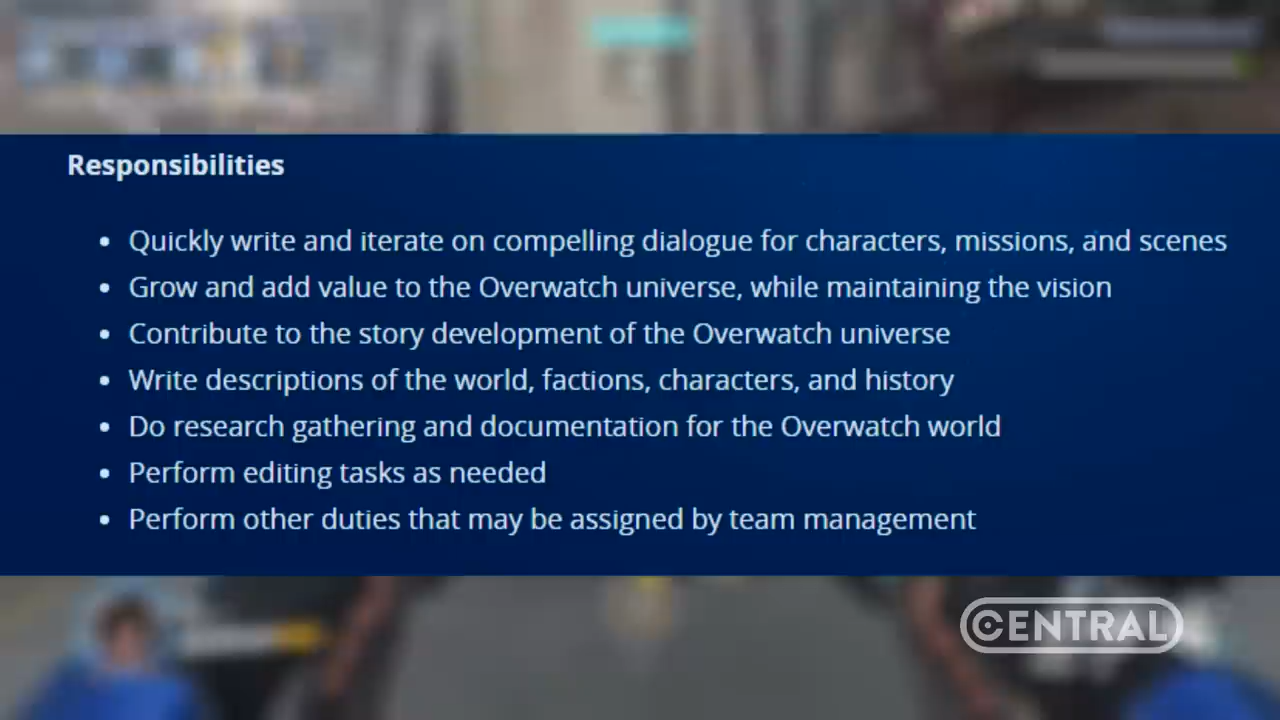 Responsibilities
• Quickly write and iterate on compelling dialogue for characters, missions, and scenes
• Grow and add value to the Overwatch universe, while maintaining the vision
• Contribute to the story development of the Overwatch universe
• Write descriptions of the world, factions, characters, and history
• Do research gathering and documentation for the Overwatch world
• Perform editing tasks as needed
• Perform other duties that may be assigned by team management
CENTRAL